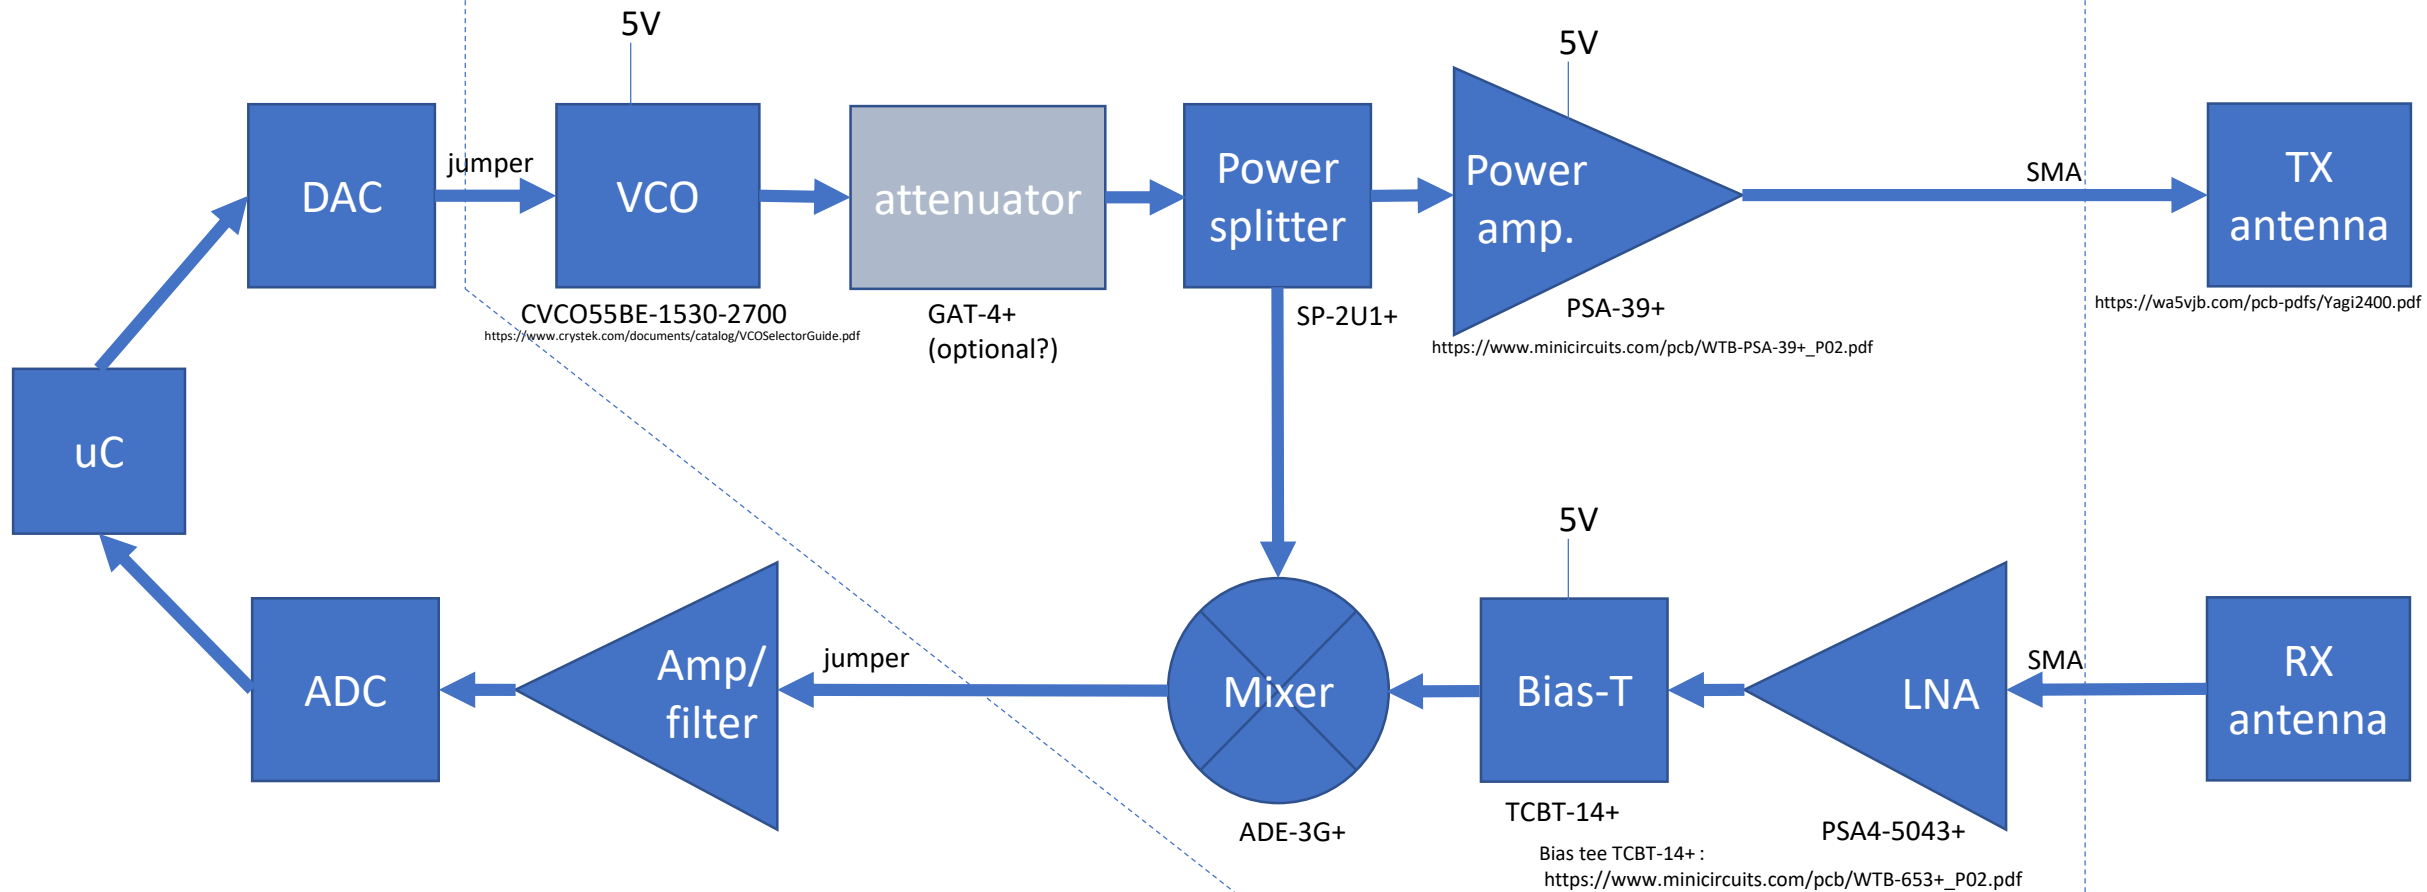 5V
5V
DAC
jumper
VCO
attenuator
Power
splitter
Power
amp.
SMA
TX
antenna
CVCO55BE-1530-2700
https://www.crystek.com/documents/catalog/VCOSelectorGuide.pdf
GAT-4+
(optional?)
SP-2U1+
PSA-39+
https://www.minicircuits.com/pcb/WTB-PSA-39+_P02.pdf
https://wa5vjb.com/pcb-pdfs/Yagi2400.pdf
uC
5V
ADC
Amp/
filter
jumper
Mixer
Bias-T
LNA
SMA
RX
antenna
ADE-3G+
TCBT-14+
PSA4-5043+
Bias tee TCBT-14+ :
https://www.minicircuits.com/pcb/WTB-653+_P02.pdf